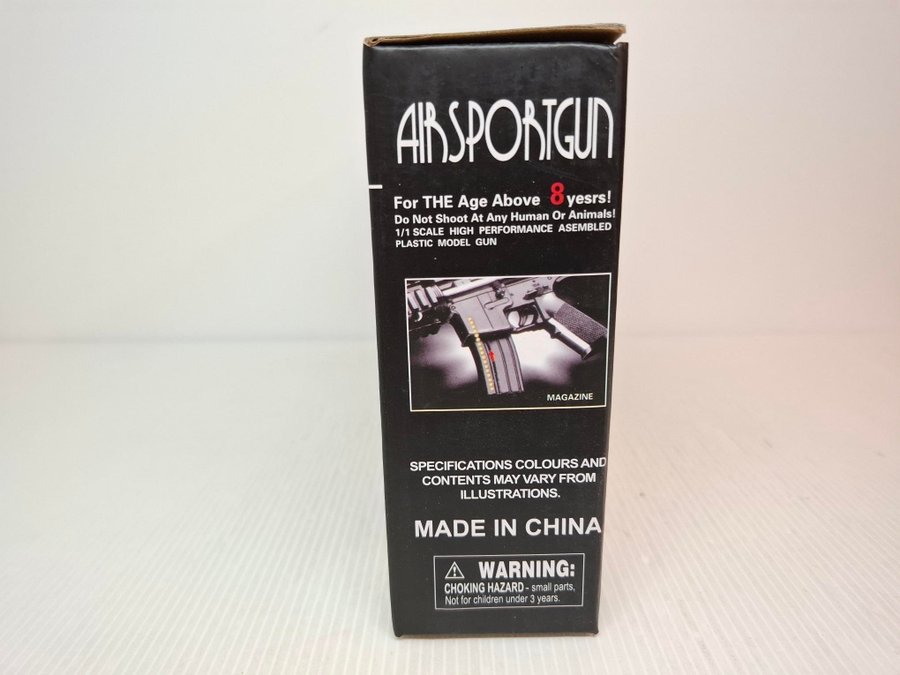 AIRSPORTGUN
For THE Age Above 8 yesrs!
Do Not Shoot At Any Human Or Animals!
1/1 SCALE HIGH PERFORMANCE ASEMBLED
PLASTIC MODEL GUN
MAGAZINE
SPECIFICATIONS COLOURS AND
CONTENTS MAY VARY FROM
ILLUSTRATIONS.
MADE IN CHINA
WARNING:
CHOKING HAZARD - small parts,
Not for children under 3 years.